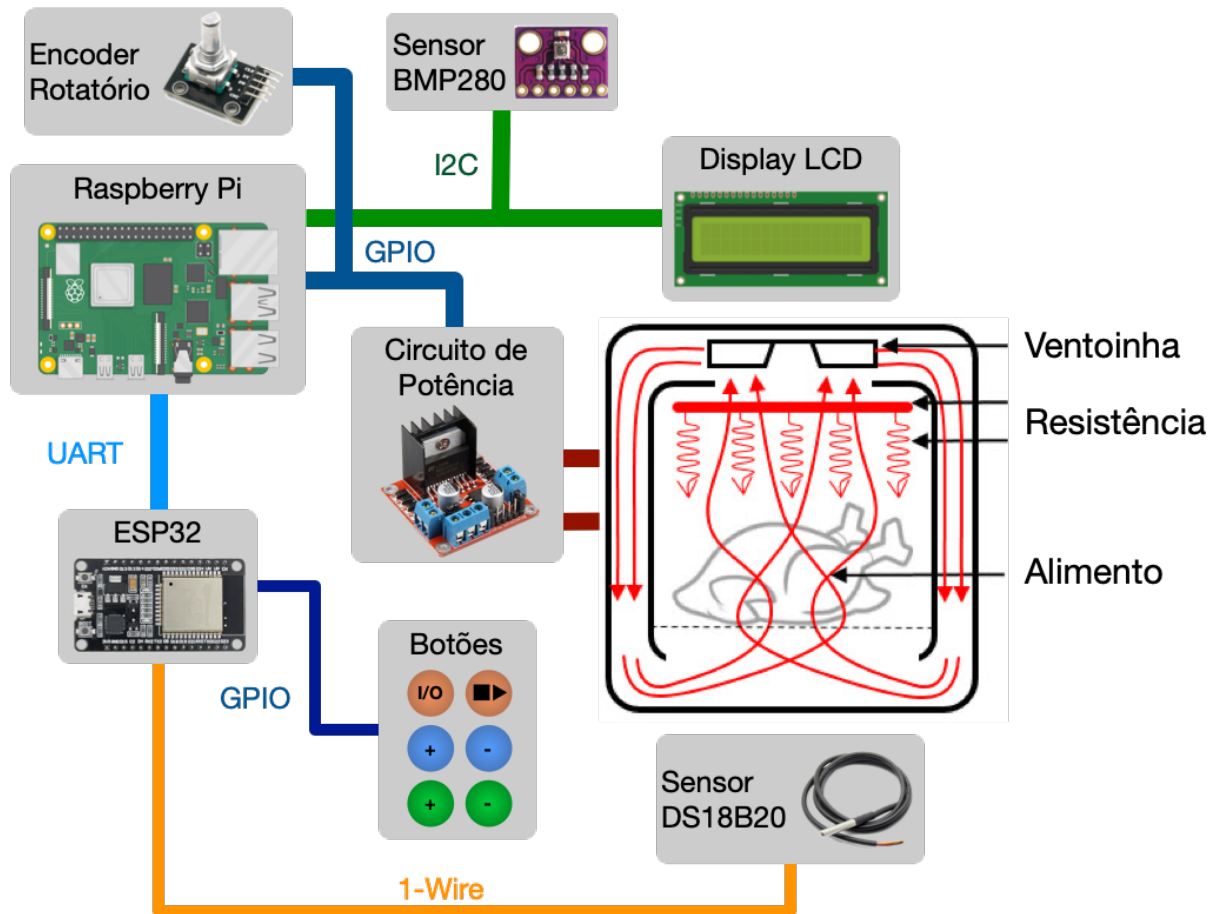 Encoder
Rotatório
Sensor
BMP280
I2C
Display LCD
Raspberry Pi
GPIO
Circuito de
Potência
Ventoinha
Resistência
Alimento
UART
ESP32
Botões
I/O
+
-
+
-
GPIO
Sensor
DS18B20
1-Wire